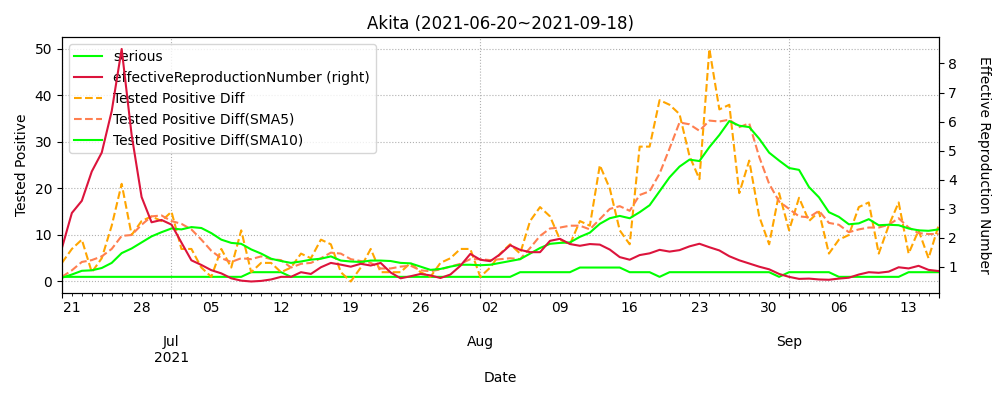 Akita (2021-06-20~2021-09-18)
serious
effectiveReproductionNumber (right)
Tested Positive Diff
Tested Positive Diff(SMA5)
Tested Positive Diff(SMA10)
Tested Positive
50
40
30
20
10
0
8
7
6
5
4
3
2
1
Effective Reproduction Number
21 28 05 12 19 26 02 09 16 23 30 06 13
Jul Aug Sep
2021
Date